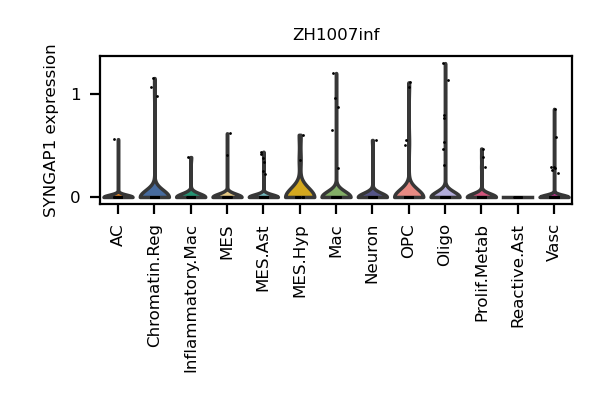 ZH1007inf
SYNGAP1 expression
1
0
AC
Chromatin.Reg
Inflammatory.Mac
MES
MES.Ast
MES.Hyp
Mac
Neuron
OPC
Oligo
Prolif.Metab
Reactive.Ast
Vasc